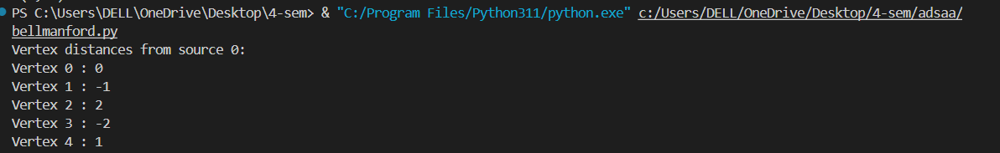 PS C:\Users\DELL\OneDrive\Desktop\4-sem> & "C:/Program Files/Python311/python.exe" c:/Users/DELL/OneDrive/Desktop/4-sem/adsaa/
bellmanford.py
Vertex distances from source 0:
Vertex 0 : 0
Vertex 1 : -1
Vertex 2 : 2
Vertex 3 : -2
Vertex 4 : 1